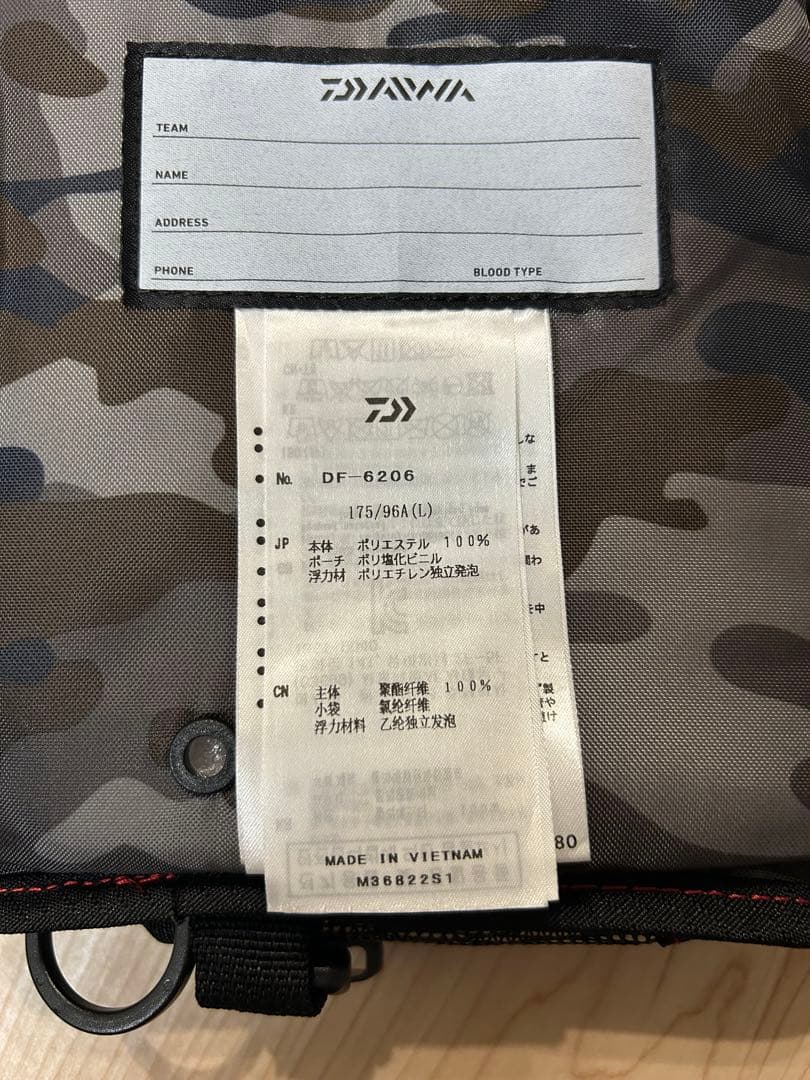 DAIWA
TEAM
NAME
ADDRESS
PHONE BLOOD TYPE
No. DF-6206
175/96A(L)
JP 本体 ポリエステル 100%
ポーチ ポリ塩化ビニル
浮力材 ポリエチレン独立発泡
CN 主体 聚酯纤维 100%
小袋 氯纶纤维
浮力材料 乙纶独立发泡
MADE IN VIETNAM
M36822S1
80